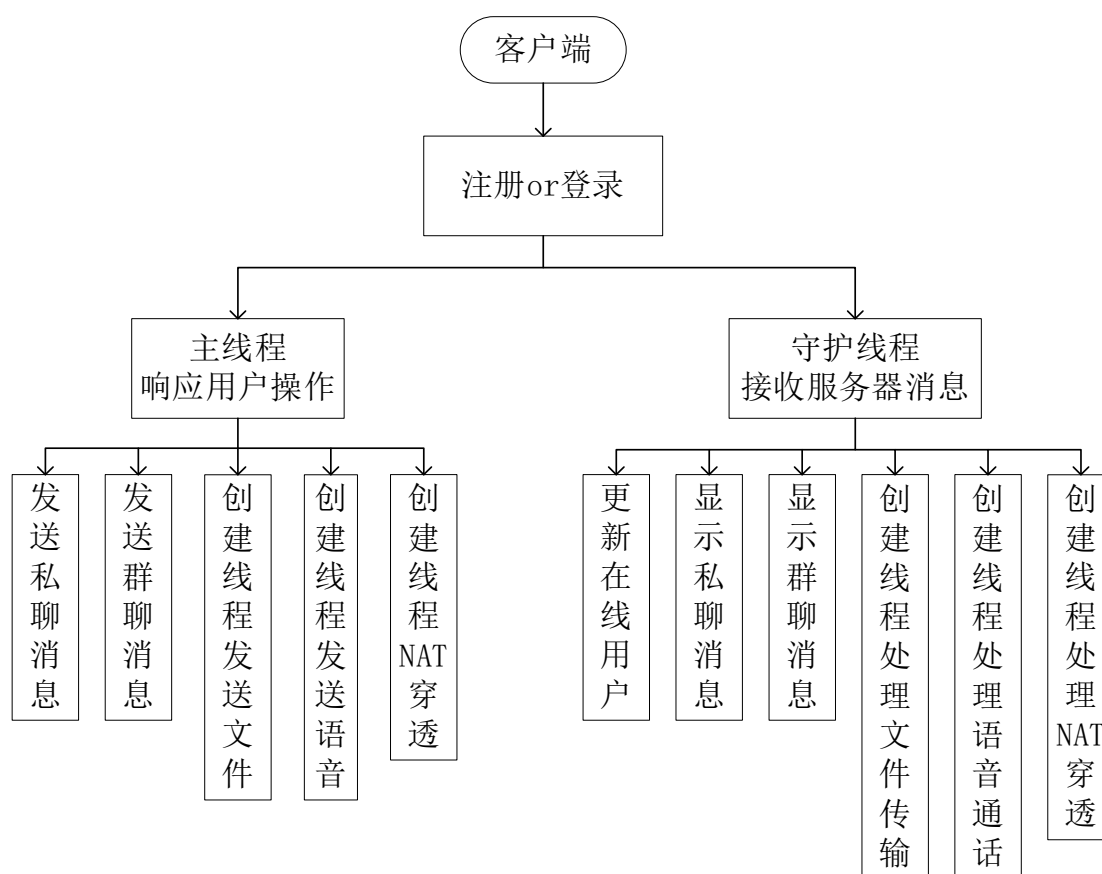 客户端
注册or登录
主线程
响应用户操作
守护线程
接收服务器消息
发送私聊消息
发送群聊消息
创建线程发送文件
创建线程发送语音
创建线程NAT穿透
更新在线用户
显示私聊消息
显示群聊消息
创建线程处理文件传输
创建线程处理语音通话
创建线程处理NAT穿透